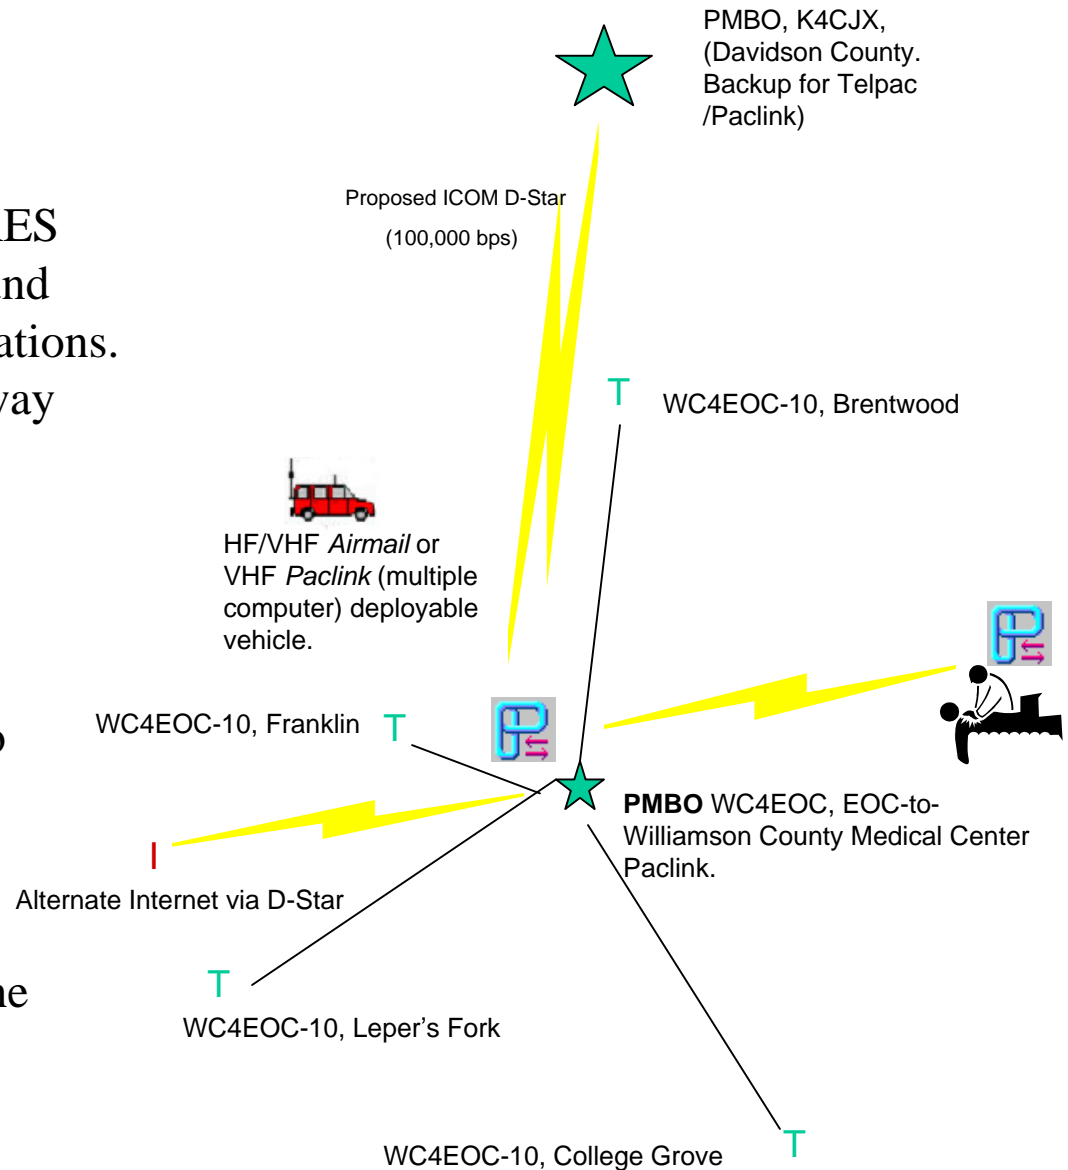 PMBO, K4CJX,
(Davidson County.
Backup for Telpac
/Paclink)
Proposed ICOM D-Star
(100,000 bps)
T
WC4EOC-10, Brentwood
HF/VHF Airmail or
VHF Paclink (multiple
computer) deployable
vehicle.
WC4EOC-10, Franklin
T
PMBO WC4EOC, EOC-to-
Williamson County Medical Center
Paclink.
I
Alternate Internet via D-Star
T
WC4EOC-10, Leper’s Fork
WC4EOC-10, College Grove
T
way